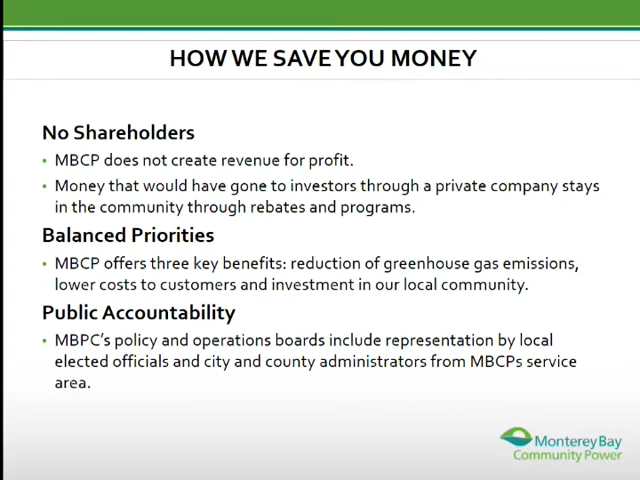 HOW WE SAVE YOU MONEY
No Shareholders
• MBCP does not create revenue for profit.
• Money that would have gone to investors through a private company stays
in the community through rebates and programs.
Balanced Priorities
• MBCP offers three key benefits: reduction of greenhouse gas emissions,
lower costs to customers and investment in our local community.
Public Accountability
• MBPC’s policy and operations boards include representation by local
elected officials and city and county administrators from MBCPs service
area.
Monterey Bay
Community Power